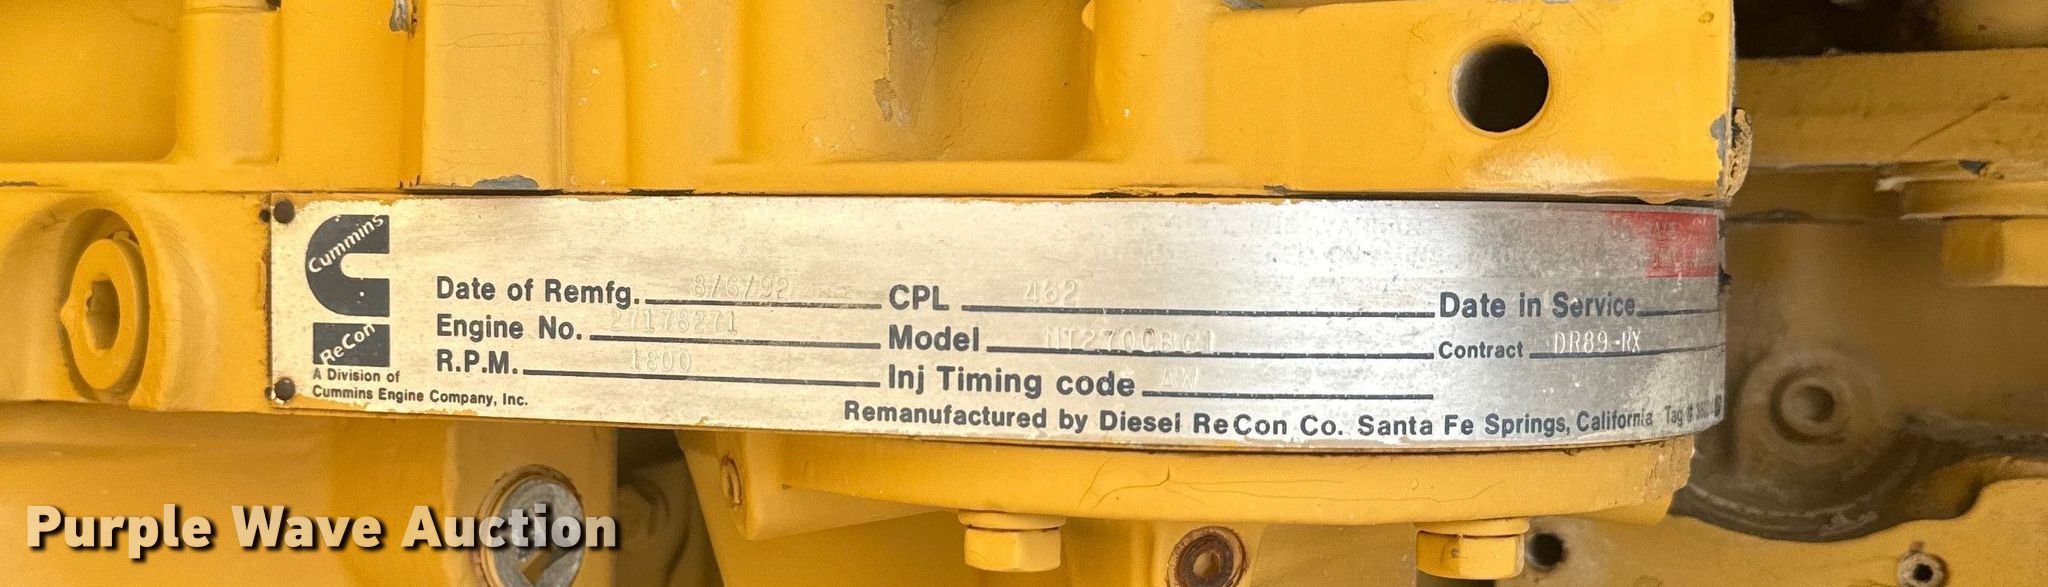 Cummins
ReCon
A Division of
Cummins Engine Company, Inc.
Date of Remfg. 8/6/92
Engine No. 27178271
R.P.M. 1800
CPL 462
Model NT270CBC1
Inj Timing code AW
Date in Service
Contract DR89-RX
Remanufactured by Diesel ReCon Co. Santa Fe Springs, California Tag #
Purple Wave Auction